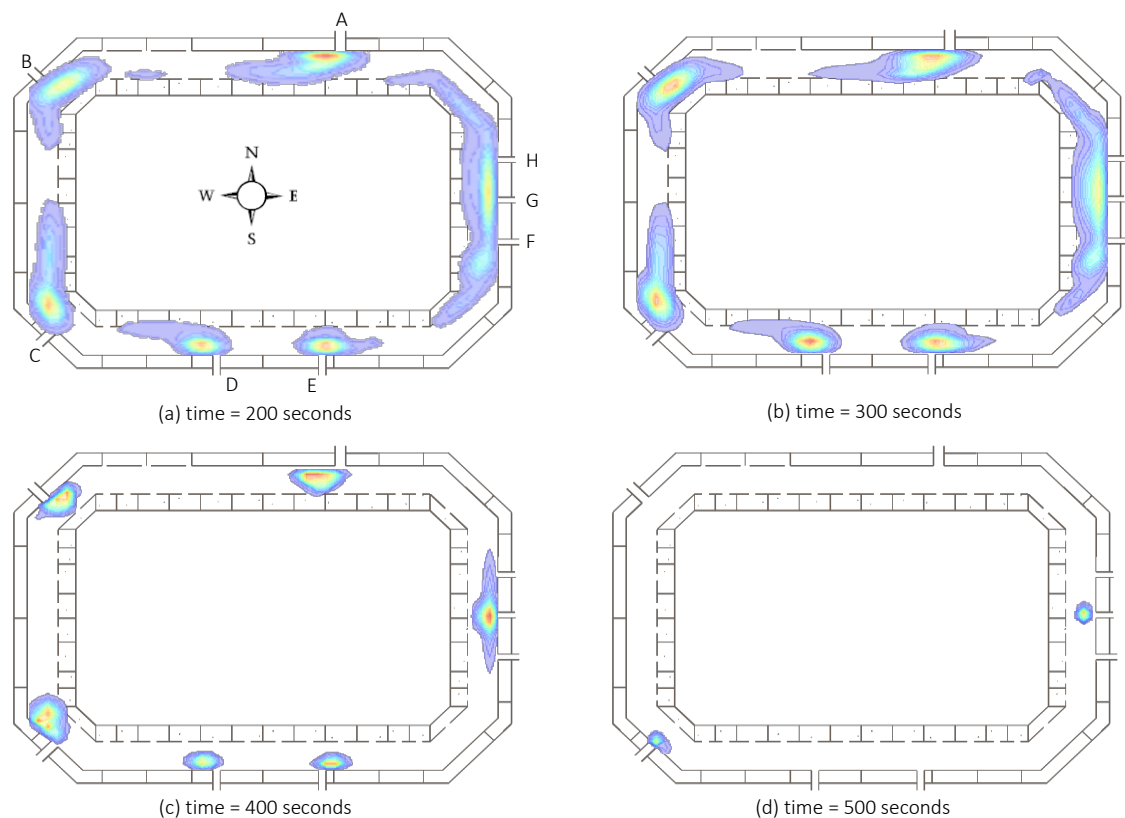 A
B
N
W E
S
H
G
F
C
D E
(a) time = 200 seconds
(b) time = 300 seconds
(c) time = 400 seconds
(d) time = 500 seconds